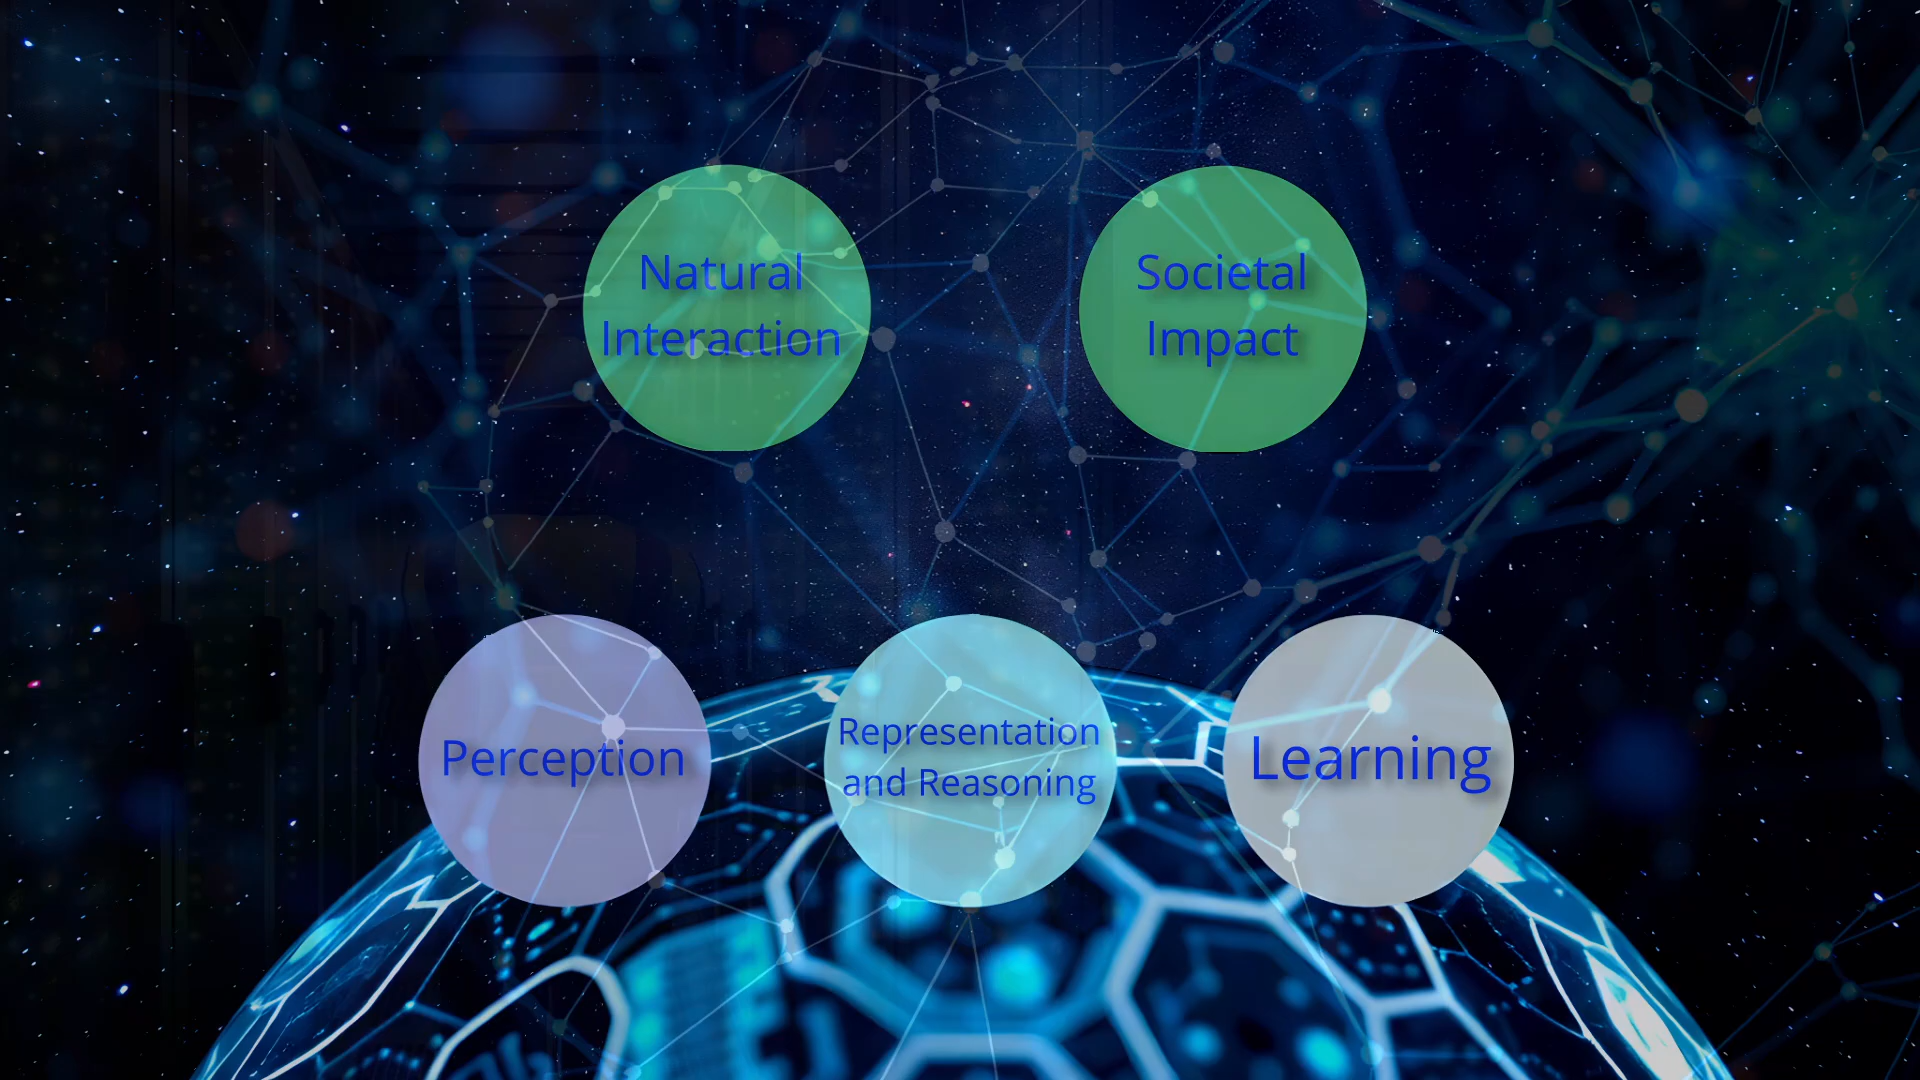 Natural
Interaction
Societal
Impact
Perception
Representation
and Reasoning
Learning